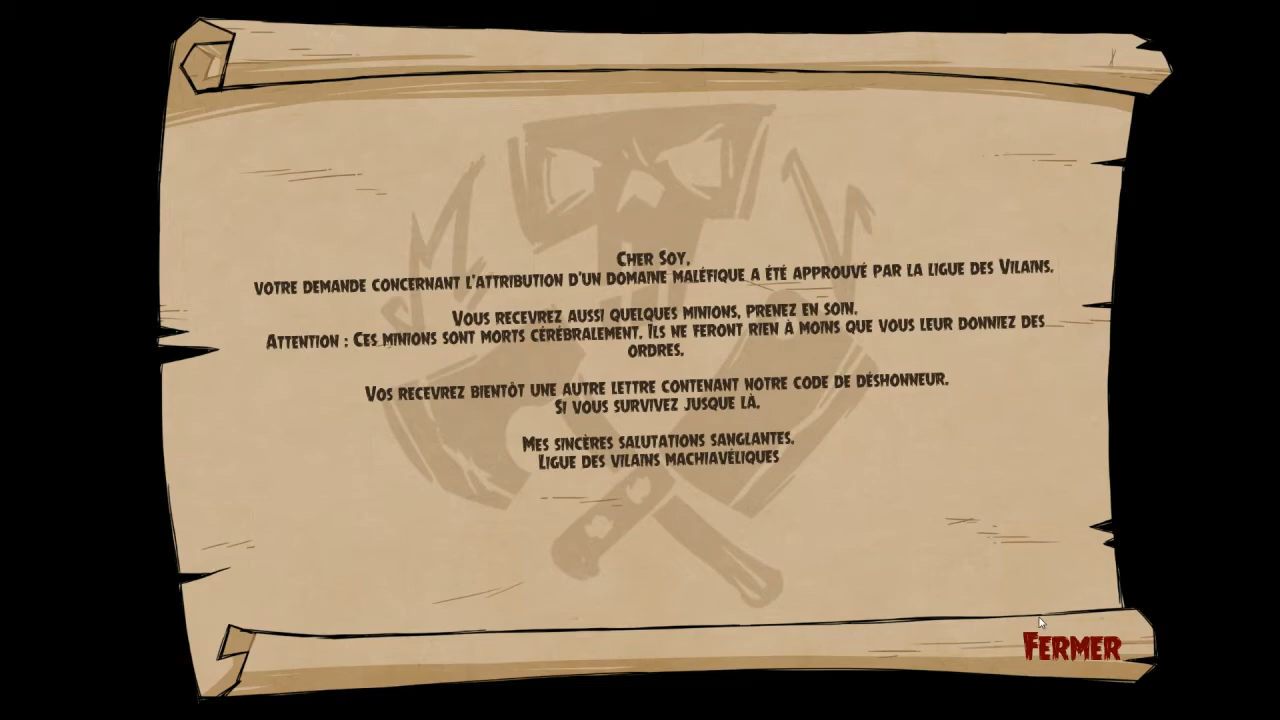 Cher Soy,
votre demande concernant l'attribution d'un domaine maléfique a été approuvé par la ligue des Vilains.
Vous recevrez aussi quelques minions, prenez en soin.
Attention : Ces minions sont morts cérébralement. Ils ne feront rien à moins que vous leur donniez des
ordres.
Vos recevrez bientôt une autre lettre contenant notre code de déshonneur.
Si vous survivez jusque là.
Mes sincères salutations sanglantes.
Ligue des vilains machiavéliques
Fermer